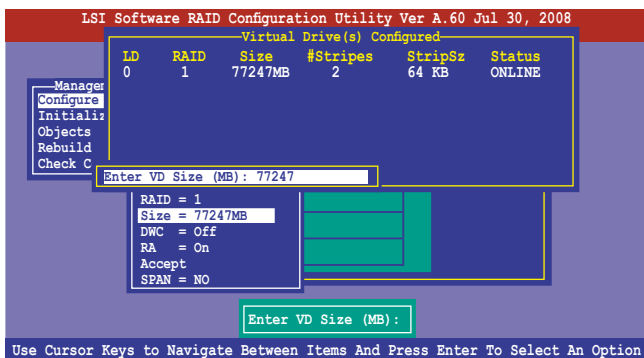 LSI Software RAID Configuration Utility Ver A.60 Jul 30, 2008
Virtual Drive(s) Configured
LD RAID Size #Stripes StripSz Status
0 1 77247MB 2 64 KB ONLINE
Managem
Configure
Initializ
Objects
Rebuild
Check C
Enter VD Size (MB): 77247
RAID = 1
Size = 77247MB
DWC = Off
RA = On
Accept
SPAN = NO
Enter VD Size (MB):
Use Cursor Keys to Navigate Between Items And Press Enter To Select An Option